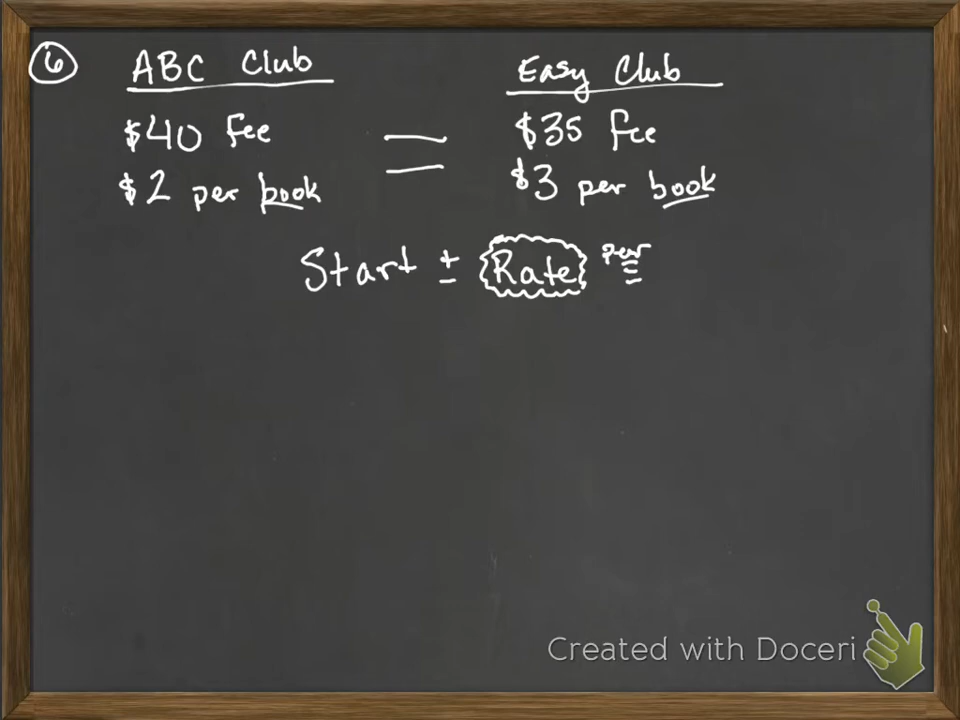 6
ABC Club
$40 Fee
$2 per book
=
Easy Club
$35 fee
$3 per book
Start ± Rate per
Created with Doceri